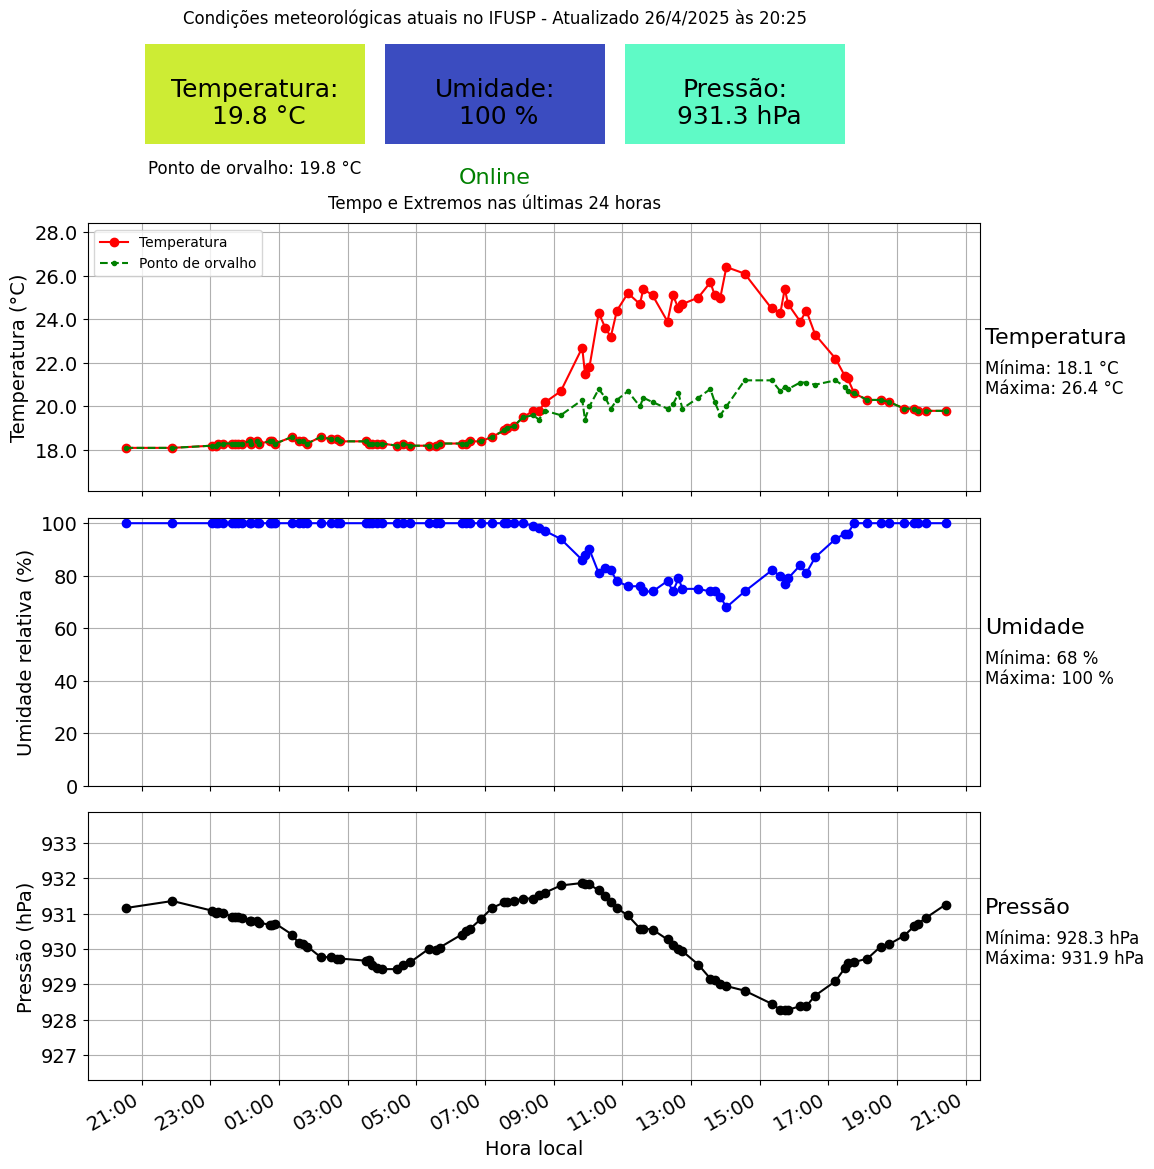 Condições meteorológicas atuais no IFUSP - Atualizado 26/4/2025 às 20:25
Temperatura:
19.8 °C
Umidade:
100 %
Pressão:
931.3 hPa
Ponto de orvalho: 19.8 °C
Online
Tempo e Extremos nas últimas 24 horas
Temperatura (°C)
28.0
26.0
24.0
22.0
20.0
18.0
Temperatura
Ponto de orvalho
Temperatura
Mínima: 18.1 °C
Máxima: 26.4 °C
Umidade relativa (%)
100
80
60
40
20
0
Umidade
Mínima: 68 %
Máxima: 100 %
Pressão (hPa)
933
932
931
930
929
928
927
Pressão
Mínima: 928.3 hPa
Máxima: 931.9 hPa
21:00 23:00 01:00 03:00 05:00 07:00 09:00 11:00 13:00 15:00 17:00 19:00 21:00
Hora local